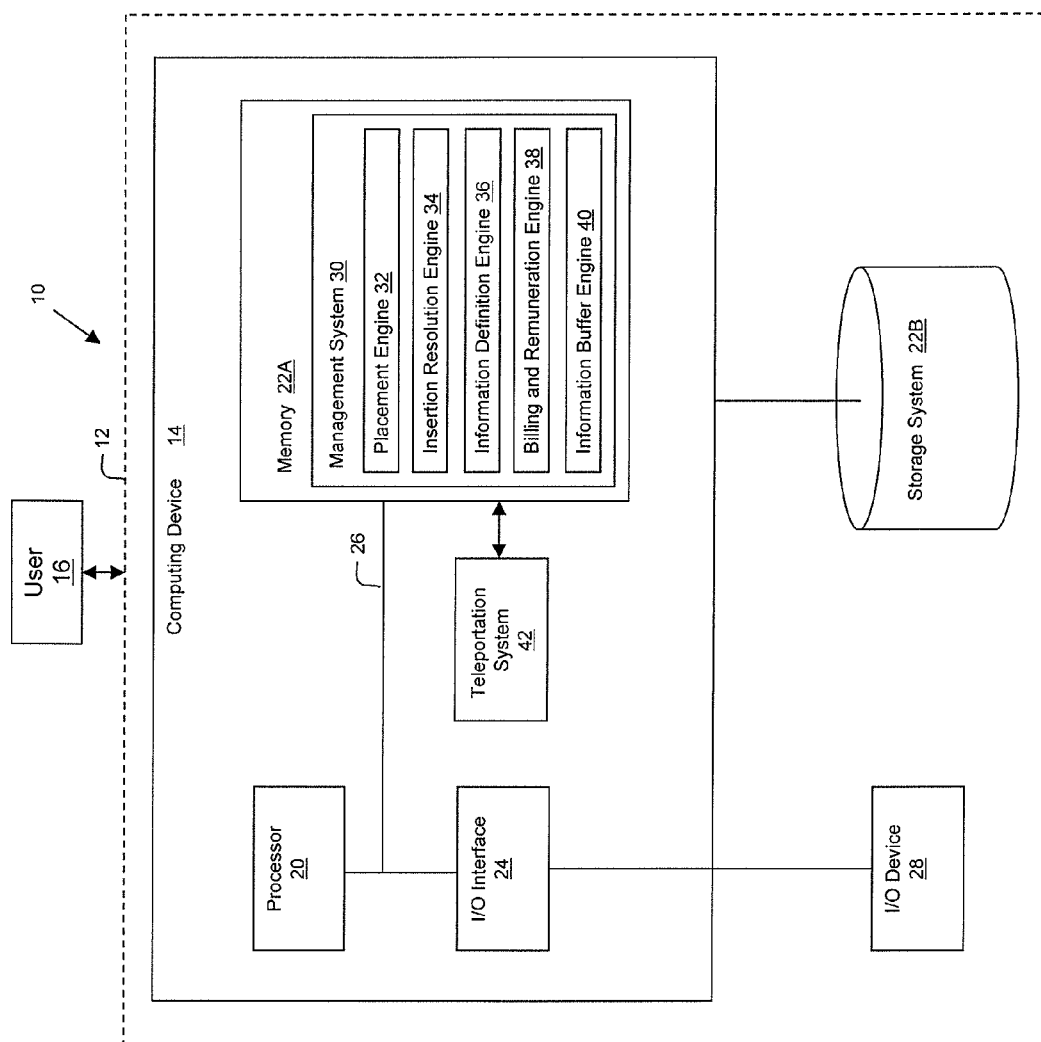 10
12
User
16
Computing Device 14
Memory 22A
Management System 30
Placement Engine 32
Insertion Resolution Engine 34
Information Definition Engine 36
Billing and Remuneration Engine 38
Information Buffer Engine 40
26
Processor
20
Teleportation
System
42
I/O Interface
24
Storage System 22B
I/O Device
28